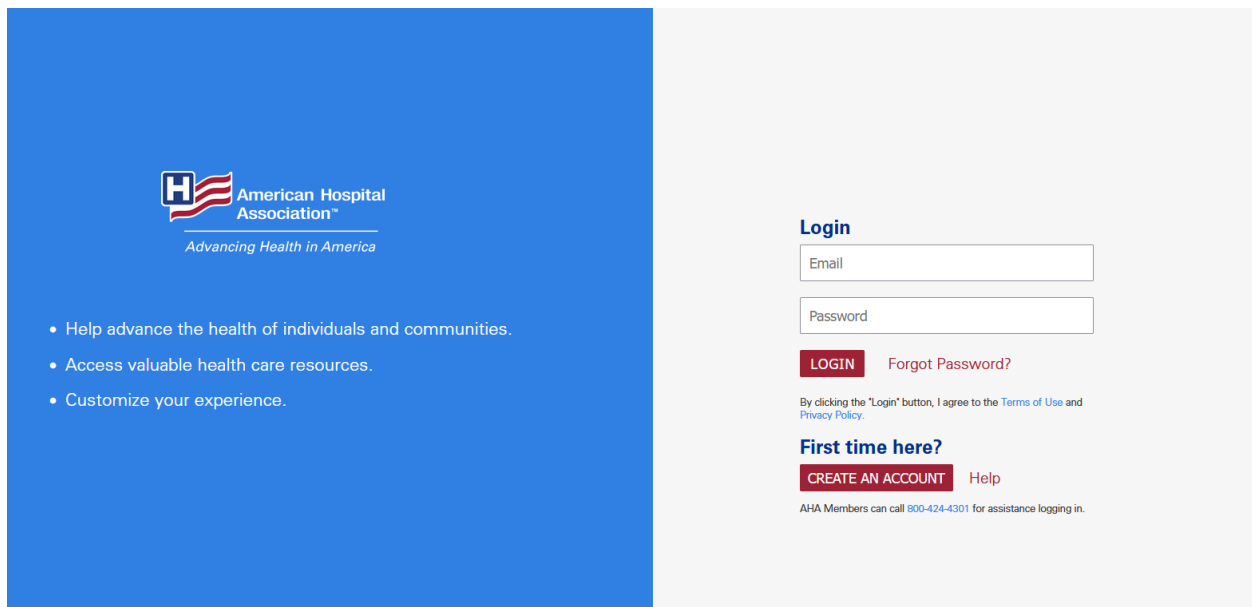 H
American Hospital
Association™
Advancing Health in America
• Help advance the health of individuals and communities.
• Access valuable health care resources.
• Customize your experience.
Login
Email
Password
LOGIN Forgot Password?
By clicking the "Login" button, I agree to the Terms of Use and
Privacy Policy.
First time here?
CREATE AN ACCOUNT Help
AHA Members can call 800-424-4301 for assistance logging in.